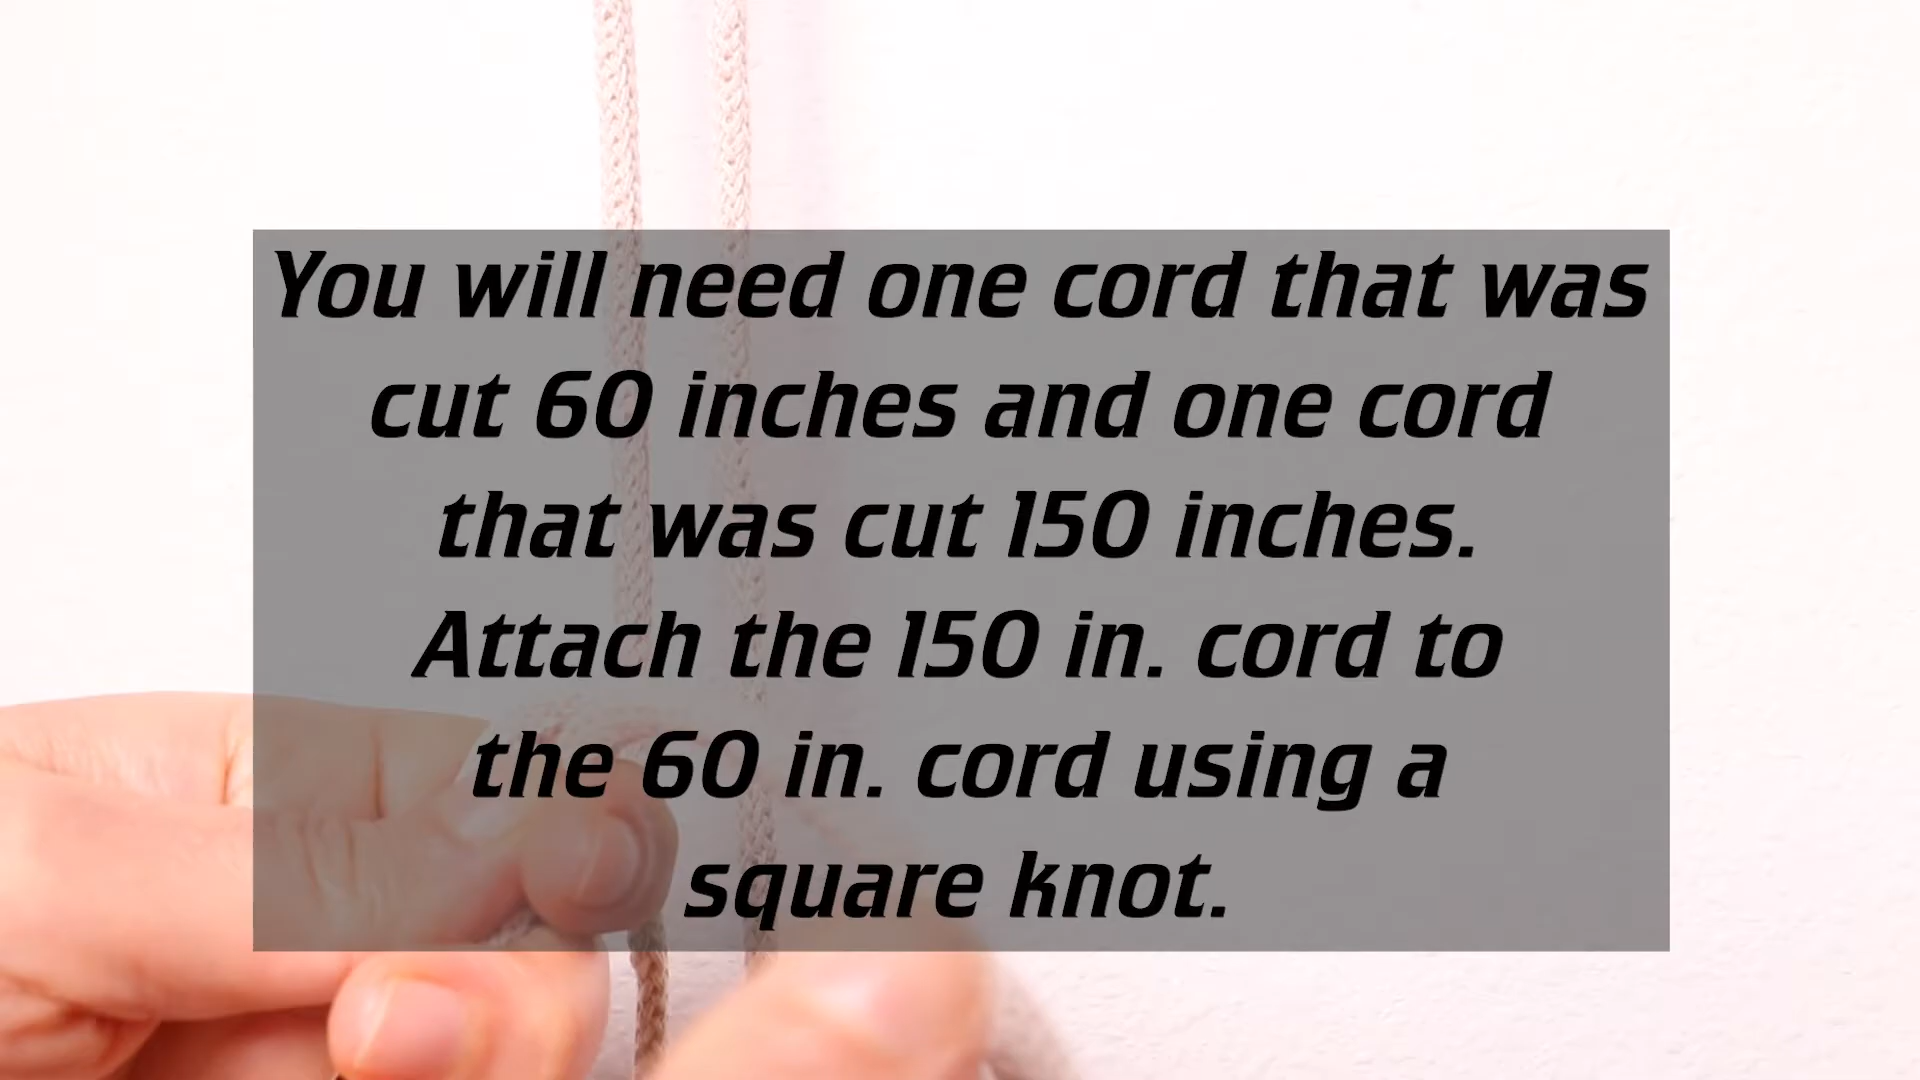 You will need one cord that was
cut 60 inches and one cord
that was cut 150 inches.
Attach the 150 in. cord to
the 60 in. cord using a
square knot.